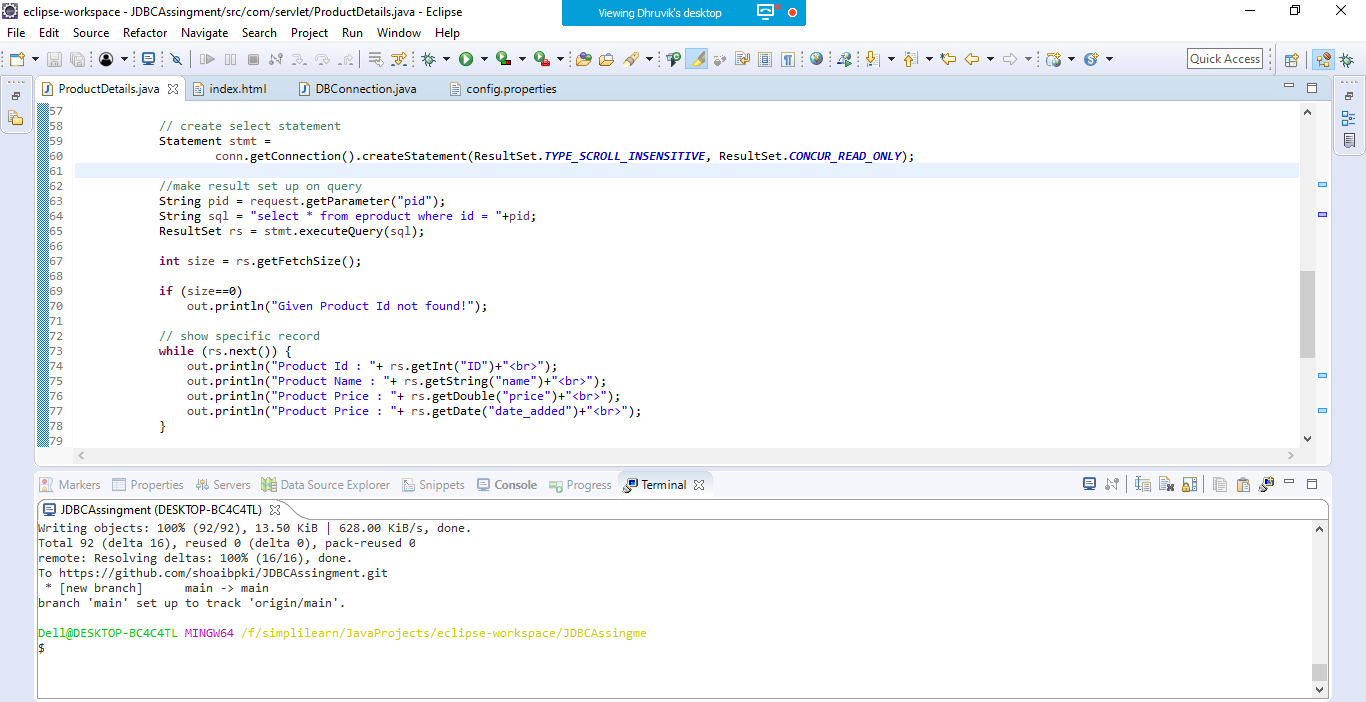 eclipse-workspace - JDBCAssingment/src/com/servlet/ProductDetails.java - Eclipse
Viewing Dhruvik's desktop
File Edit Source Refactor Navigate Search Project Run Window Help
Quick Access
ProductDetails.java index.html DBConnection.java config.properties
57
58 // create select statement
59 Statement stmt =
60 conn.getConnection().createStatement(ResultSet.TYPE_SCROLL_INSENSITIVE, ResultSet.CONCUR_READ_ONLY);
61
62 //make result set up on query
63 String pid = request.getParameter("pid");
64 String sql = "select * from eproduct where id = "+pid;
65 ResultSet rs = stmt.executeQuery(sql);
66
67 int size = rs.getFetchSize();
68
69 if (size==0)
70 out.println("Given Product Id not found!");
71
72 // show specific record
73 while (rs.next()) {
74 out.println("Product Id : "+ rs.getInt("ID")+"<br>");
75 out.println("Product Name : "+ rs.getString("name")+"<br>");
76 out.println("Product Price : "+ rs.getDouble("price")+"<br>");
77 out.println("Product Price : "+ rs.getDate("date_added")+"<br>");
78 }
79
Markers Properties Servers Data Source Explorer Snippets Console Progress Terminal
JDBCAssingment (DESKTOP-BC4C4TL)
Writing objects: 100% (92/92), 13.50 KiB | 628.00 KiB/s, done.
Total 92 (delta 16), reused 0 (delta 0), pack-reused 0
remote: Resolving deltas: 100% (16/16), done.
To https://github.com/shoaibpki/JDBCAssingment.git
* [new branch] main -> main
branch 'main' set up to track 'origin/main'.
Dell@DESKTOP-BC4C4TL MINGW64 /f/simplilearn/JavaProjects/eclipse-workspace/JDBCAssingme
$